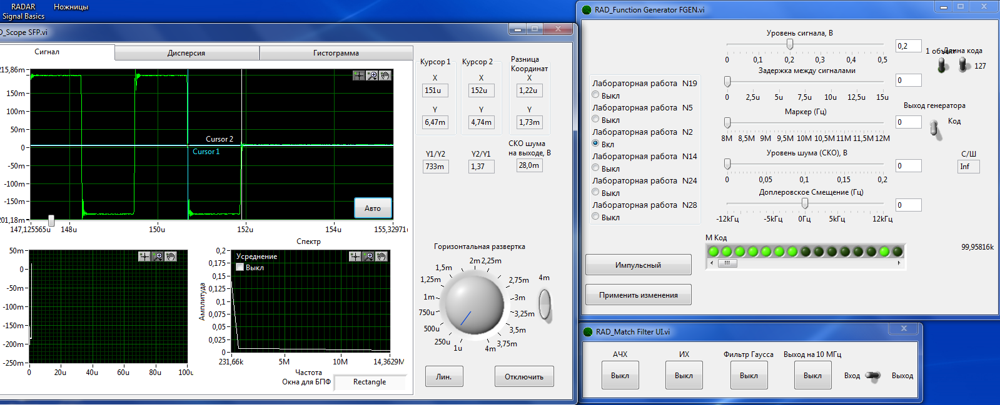 RADAR
Signal Basics
Ножницы
D_Scope SFP.vi
Сигнал
Дисперсия
Гистограмма
215,86m
150m
100m
50m
0
-50m
-100m
-150m
201,18m
Cursor 2
Cursor 1
Авто
147,125565u
148u
150u
152u
154u
155,32971
Спектр
50m
0
-50m
-100m
-150m
-200m
-250m
0
20u
40u
60u
80u
100u
Усреднение
Выкл
Амплитуда
0,2
0,175
0,15
0,125
0,1
0,075
0,05
0,025
0
231,66k
5M
10M
14,3629M
Частота
Окна для БПФ
Rectangle
Курсор 1
X
151u
Y
6,47m
Курсор 2
X
152u
Y
4,74m
Разница
Координат
X
1,22u
Y
1,73m
Y1/Y2
733m
Y2/Y1
1,37
СКО шума
на выходе, В
28,0m
Горизонтальная развертка
1u
250u
500u
750u
1m
1,25m
1,5m
2m
2,25m
2,75m
3m
3,25m
3,5m
3,75m
4m
4m
Лин.
Отключить
RAD_Function Generator FGEN.vi
Лабораторная работа N19
Выкл
Лабораторная работа N5
Выкл
Лабораторная работа N2
Вкл
Лабораторная работа N14
Выкл
Лабораторная работа N24
Выкл
Лабораторная работа N28
Выкл
Импульсный
Применить изменения
Уровень сигнала, В
0,2
0 0,1 0,2 0,3 0,4 0,5
Задержка между сигналами
0
0 2,5u 5u 7,5u 10u 12,5u 15u
Маркер (Гц)
0
8M 8,5M 9M 9,5M 10M 10,5M 11M 11,5M 12M
Уровень шума (СКО), В
0
0 0,05 0,1 0,15 0,2
Доплеровское Смещение (Гц)
0
-12кГц -5кГц 0Гц 5кГц 12кГц
1 объект
Длина кода
127
Выход генератора
Код
С/Ш
Inf
М Код
99,95816k
RAD_Match Filter UI.vi
АЧХ
Выкл
ИХ
Выкл
Фильтр Гаусса
Выкл
Выход на 10 МГц
Выкл
Вход
Выход